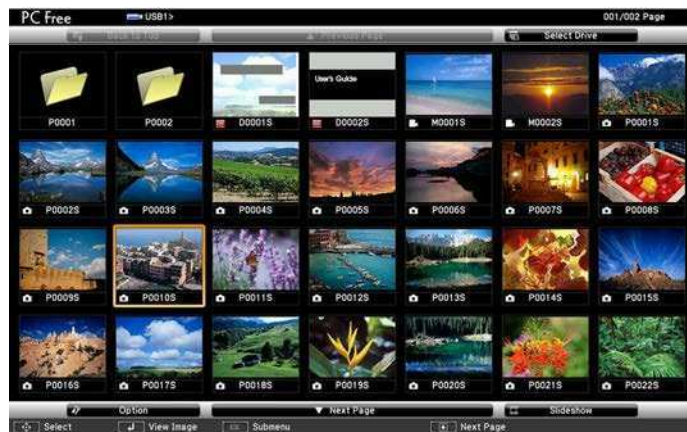 PC Free USB1> 001/002 Page
Back to Top Previous Page Select Drive
User's Guide
P0001 P0002 D0001S D0002S M0001S M0002S P0001S
P0002S P0003S P0004S P0005S P0006S P0007S P0008S
P0009S P0010S P0011S P0012S P0013S P0014S P0015S
P0016S P0017S P0018S P0019S P0020S P0021S P0022S
Option Next Page Slideshow
Select View Image Esc Submenu Next Page